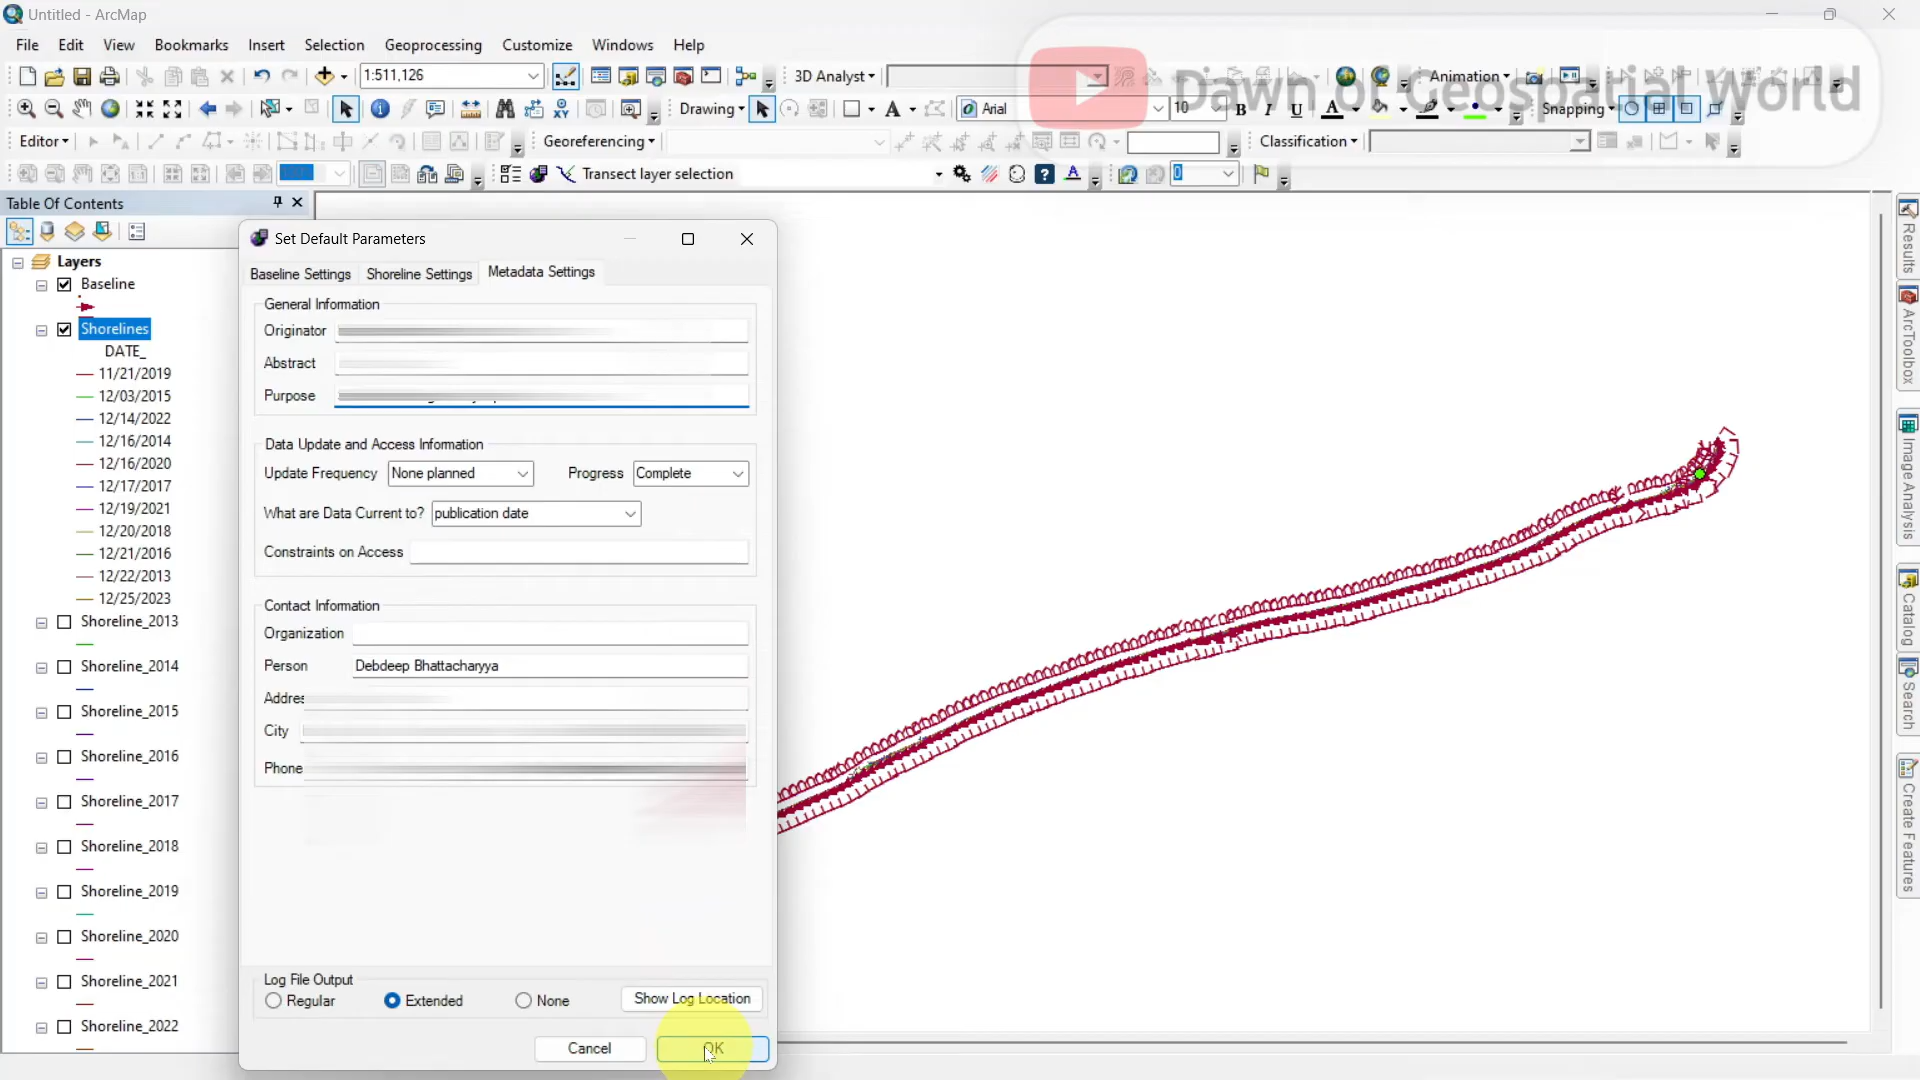 Untitled - ArcMap
File Edit View Bookmarks Insert Selection Geoprocessing Customize Windows Help
1:511,126 3D Analyst Animation
Dawn of Geospatial World
Drawing A Arial 10 B I U A Snapping
Editor Georeferencing Classification
Transect layer selection 0
Table Of Contents
Layers
Baseline
Shorelines
DATE_
11/21/2019
12/03/2015
12/14/2022
12/16/2014
12/16/2020
12/17/2017
12/19/2021
12/20/2018
12/21/2016
12/22/2013
12/25/2023
Shoreline_2013
Shoreline_2014
Shoreline_2015
Shoreline_2016
Shoreline_2017
Shoreline_2018
Shoreline_2019
Shoreline_2020
Shoreline_2021
Shoreline_2022
Set Default Parameters
Baseline Settings Shoreline Settings Metadata Settings
General Information
Originator
Abstract
Purpose
Data Update and Access Information
Update Frequency None planned Progress Complete
What are Data Current to? publication date
Constraints on Access
Contact Information
Organization
Person Debdeep Bhattacharyya
Addres
City
Phone
Log File Output
Regular Extended None Show Log Location
Cancel OK
Results
ArcToolbox
Image Analysis
Catalog
Search
Create Features